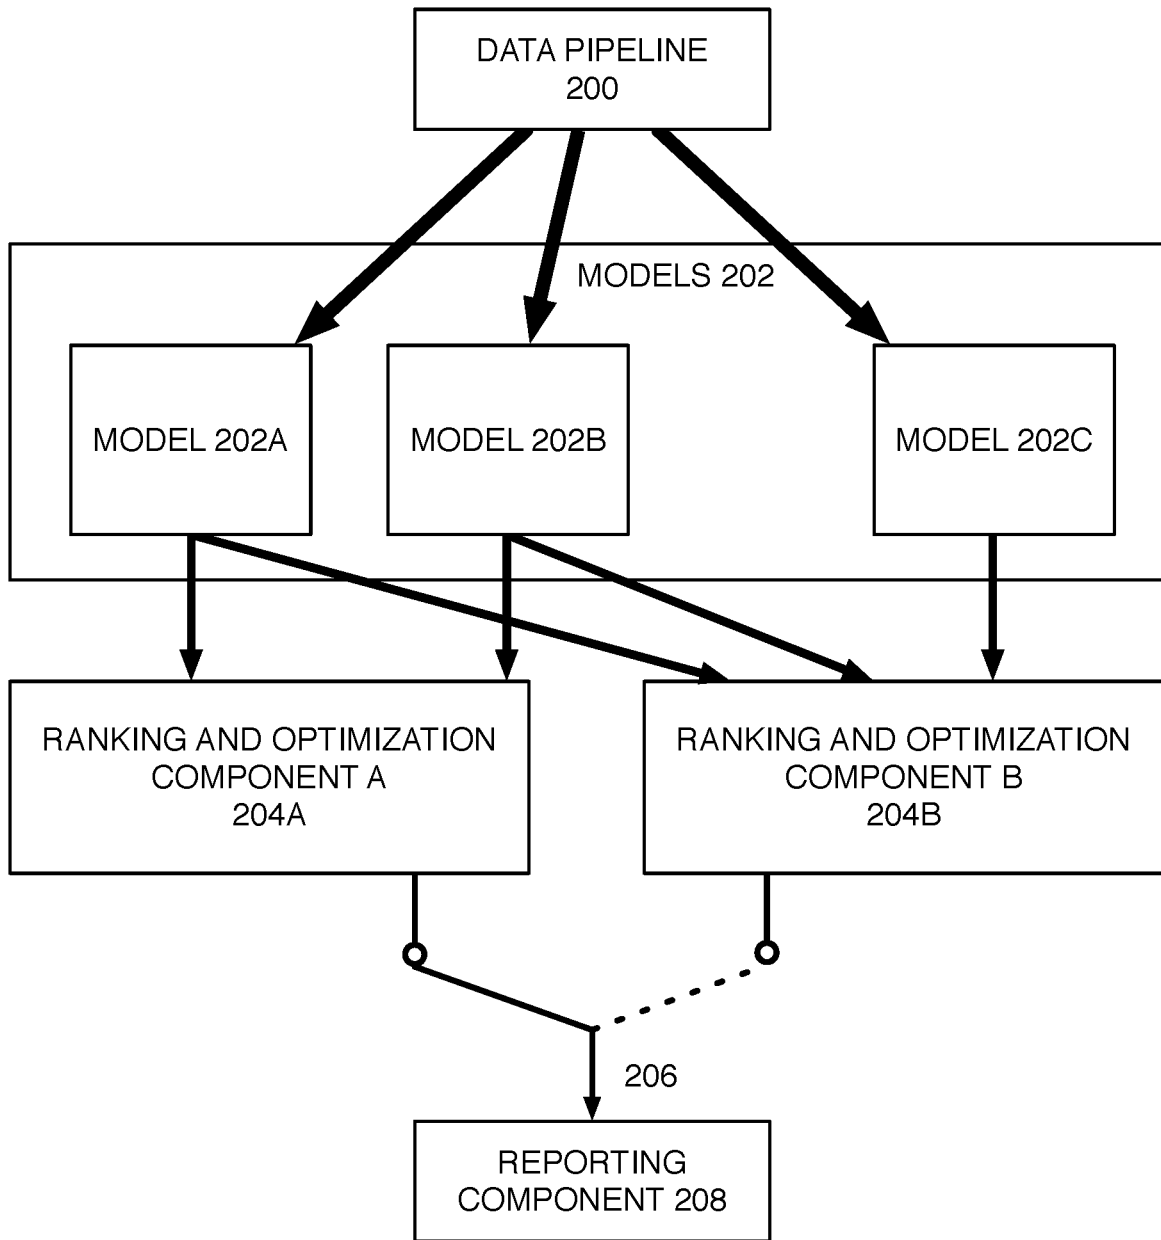 DATA PIPELINE
200
MODELS 202
MODEL 202A
MODEL 202B
MODEL 202C
RANKING AND OPTIMIZATION
COMPONENT A
204A
RANKING AND OPTIMIZATION
COMPONENT B
204B
206
REPORTING
COMPONENT 208